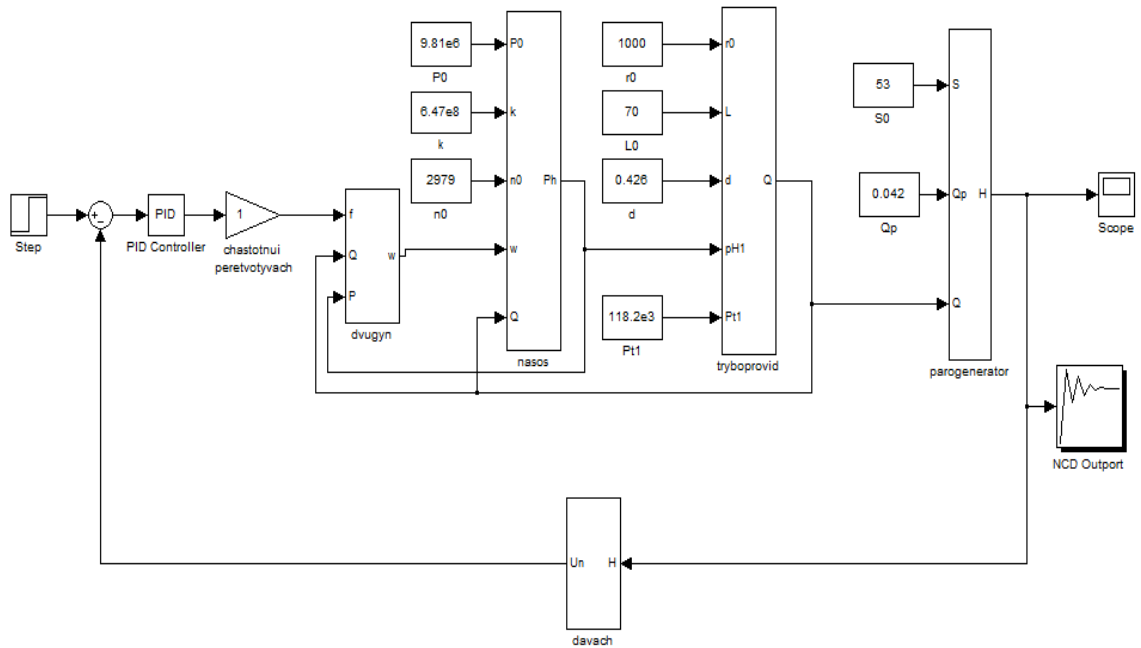 9.81e6
P0
6.47e8
k
2979
n0
P0
k
n0
w
Q
Ph
nasos
1000
r0
70
L0
0.426
d
118.2e3
Pt1
r0
L
d
pH1
Pt1
Q
tryboprovid
53
S0
0.042
Qp
S
Qp
Q
H
parogenerator
Scope
NCD Outport
Step
PID
PID Controller
1
chastotnui
peretvotyvach
f
Q
P
w
dvugyn
Un
H
davach